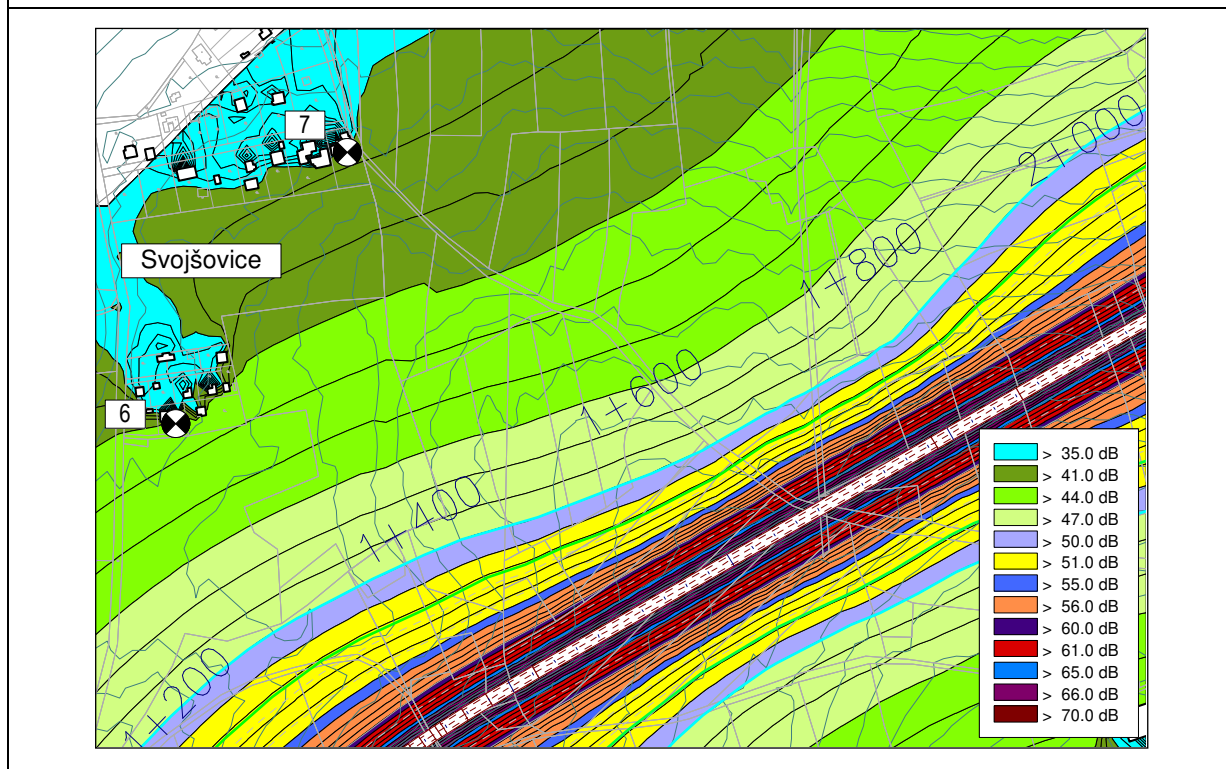 7
2+000
Svojšovice
1+800
1+600
6
1+400
1+200
> 35.0 dB
> 41.0 dB
> 44.0 dB
> 47.0 dB
> 50.0 dB
> 51.0 dB
> 55.0 dB
> 56.0 dB
> 60.0 dB
> 61.0 dB
> 65.0 dB
> 66.0 dB
> 70.0 dB